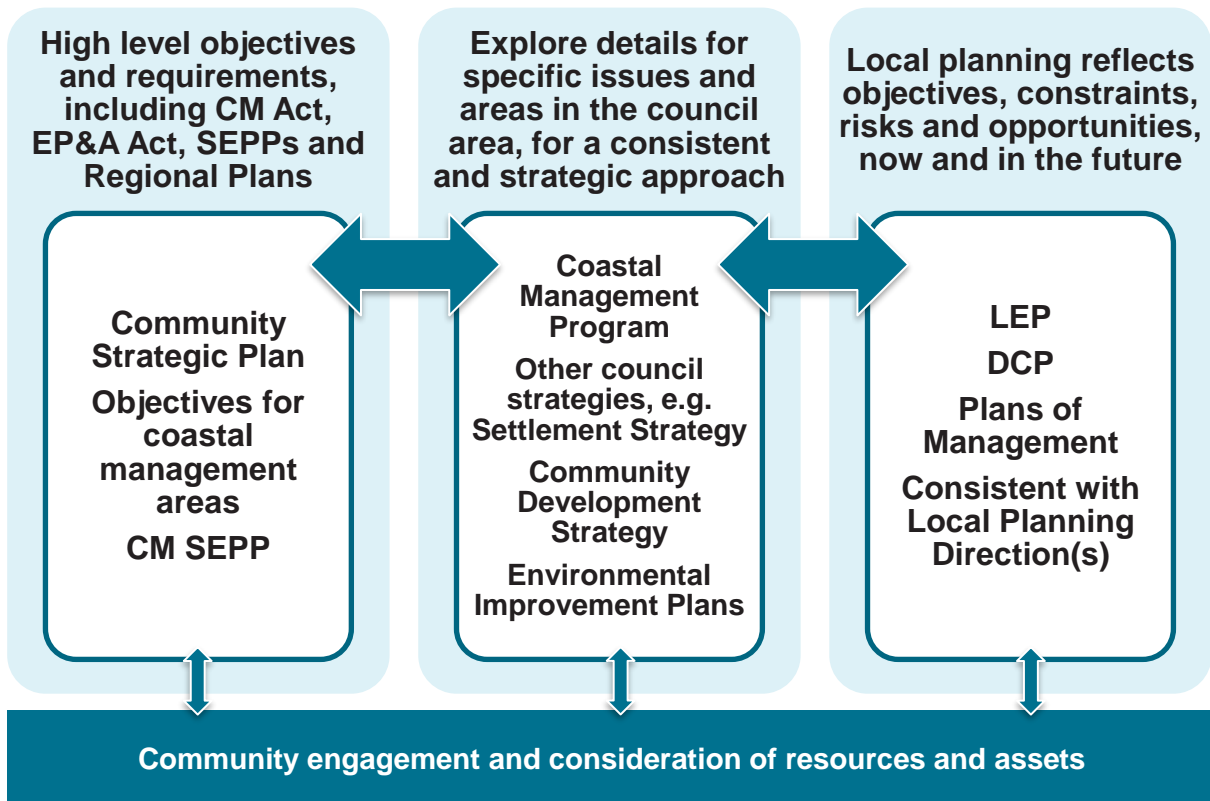 High level objectives
and requirements,
including CM Act,
EP&A Act, SEPPs and
Regional Plans
Community
Strategic Plan
Objectives for
coastal
management
areas
CM SEPP
Explore details for
specific issues and
areas in the council
area, for a consistent
and strategic approach
Coastal
Management
Program
Other council
strategies, e.g.
Settlement Strategy
Community
Development
Strategy
Environmental
Improvement Plans
Local planning reflects
objectives, constraints,
risks and opportunities,
now and in the future
LEP
DCP
Plans of
Management
Consistent with
Local Planning
Direction(s)
Community engagement and consideration of resources and assets